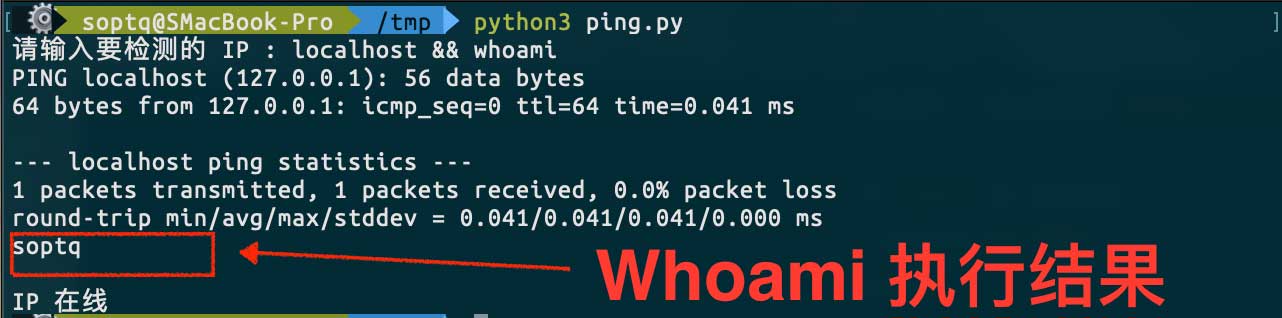 soptq@SMacBook-Pro /tmp python3 ping.py
请输入要检测的 IP : localhost && whoami
PING localhost (127.0.0.1): 56 data bytes
64 bytes from 127.0.0.1: icmp_seq=0 ttl=64 time=0.041 ms
--- localhost ping statistics ---
1 packets transmitted, 1 packets received, 0.0% packet loss
round-trip min/avg/max/stddev = 0.041/0.041/0.041/0.000 ms
soptq
Whoami 执行结果
IP 在线